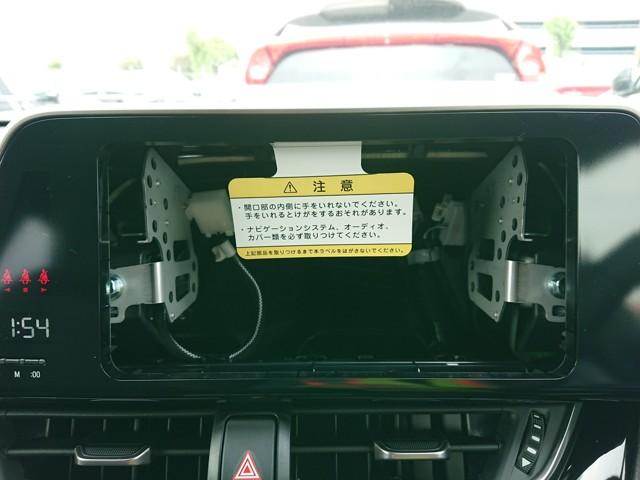 注意
・開口部の内側に手をいれないでください。
手をいれるとけがをするおそれがあります。
・ナビゲーションシステム、オーディオ、
カバー類を必ず取りつけてください。
上記部品を取りつけるまで本ラベルをはがさないでください。
1:54
M :00